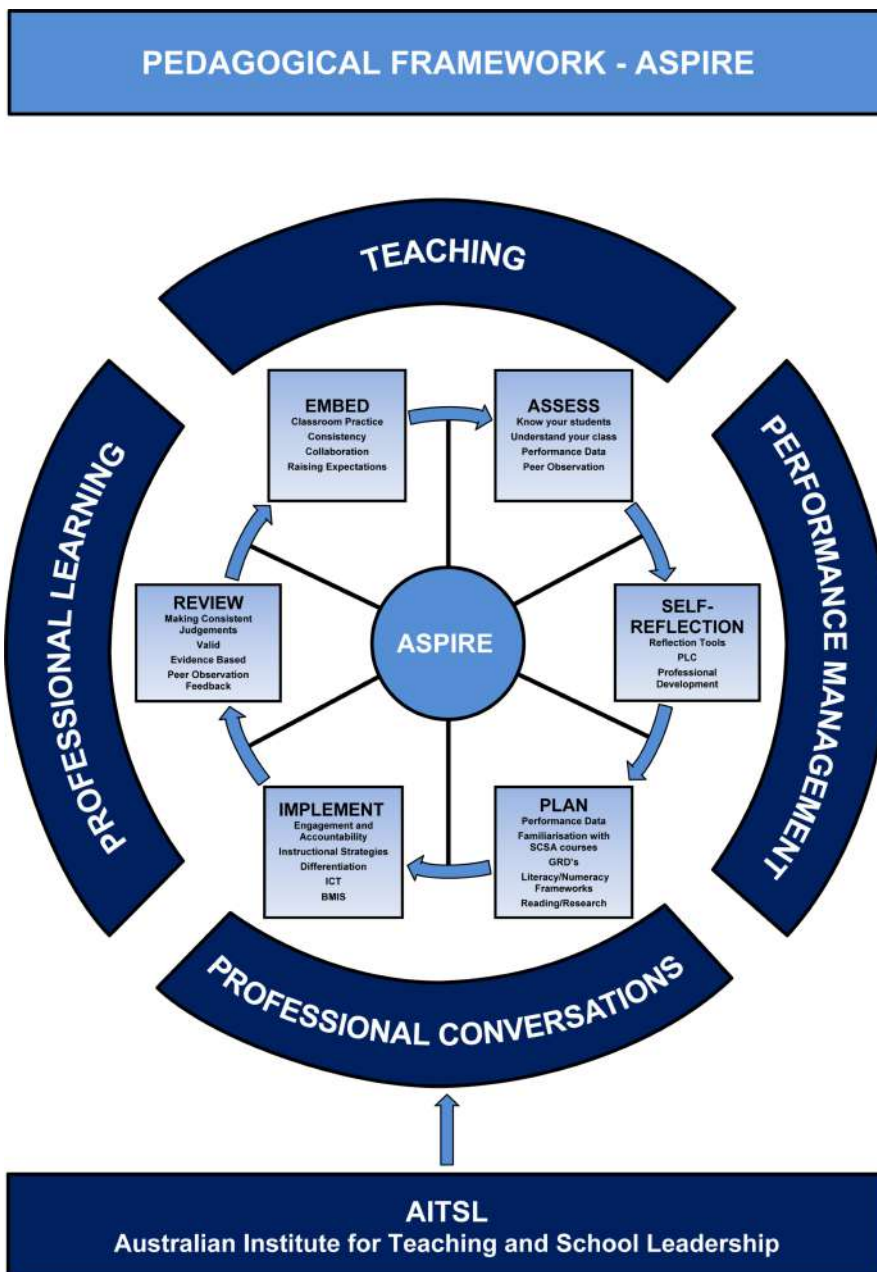 PEDAGOGICAL FRAMEWORK - ASPIRE
TEACHING
EMBED
Classroom Practice
Consistency
Collaboration
Raising Expectations
ASSESS
Know your students
Understand your class
Performance Data
Peer Observation
PROFESSIONAL LEARNING
PERFORMANCE MANAGEMENT
REVIEW
Making Consistent
Judgements
Valid
Evidence Based
Peer Observation
Feedback
ASPIRE
SELF-
REFLECTION
Reflection Tools
PLC
Professional
Development
IMPLEMENT
Engagement and
Accountability
Instructional Strategies
Differentiation
ICT
BMIS
PLAN
Performance Data
Familiarisation with
SCSA courses
GRD's
Literacy/Numeracy
Frameworks
Reading/Research
PROFESSIONAL CONVERSATIONS
AITSL
Australian Institute for Teaching and School Leadership